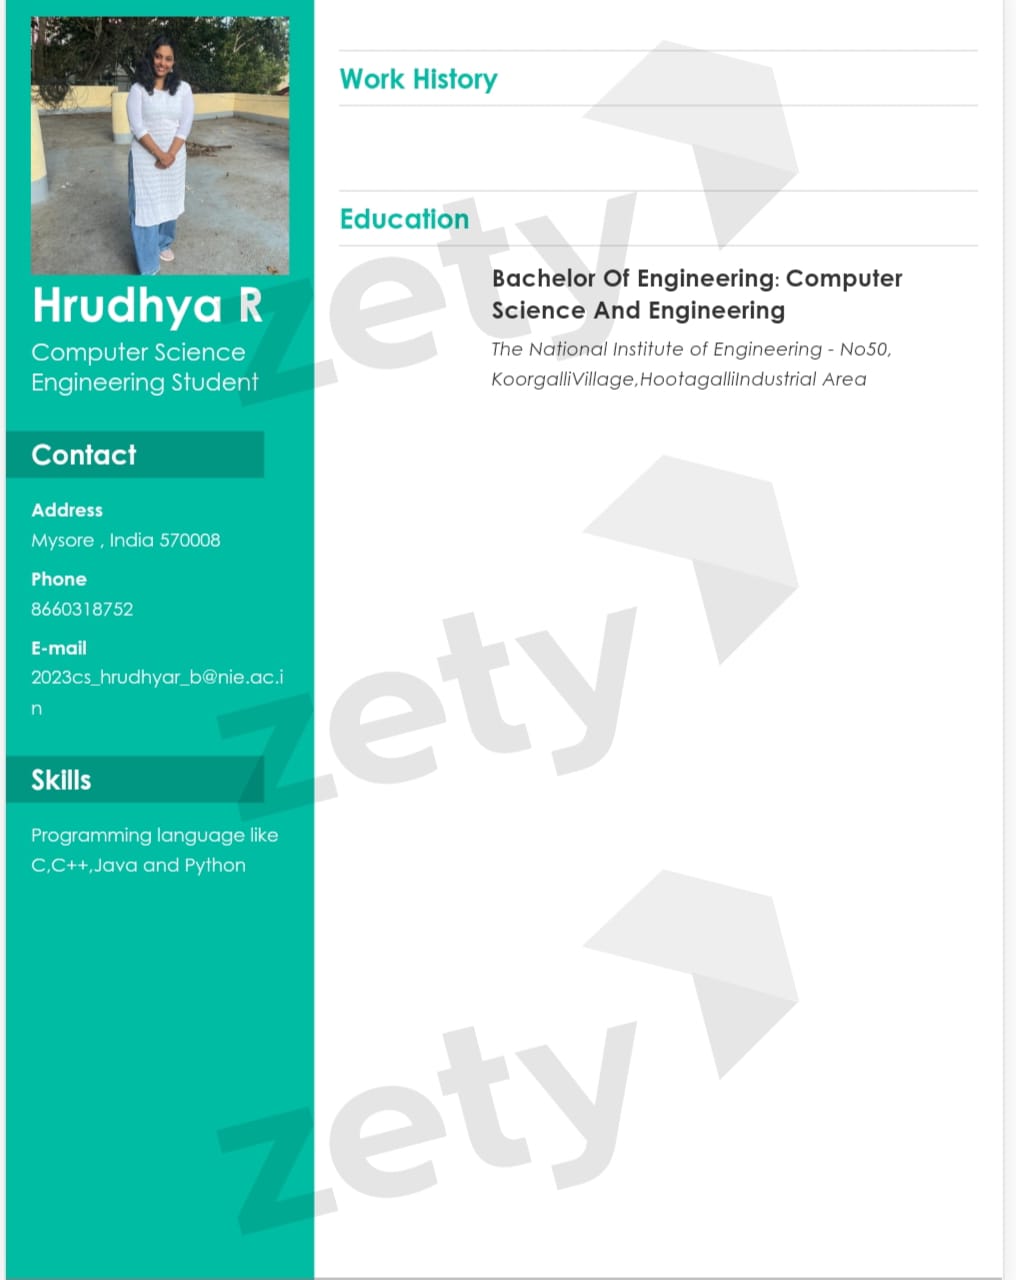 Hrudhya R
Computer Science
Engineering Student
Contact
Address
Mysore , India 570008
Phone
8660318752
E-mail
2023cs_hrudhyar_b@nie.ac.i
n
Skills
Programming language like
C,C++,Java and Python
Work History
Education
Bachelor Of Engineering: Computer
Science And Engineering
The National Institute of Engineering - No50,
KoorgalliVillage,HootagalliIndustrial Area
zety
zety
zety